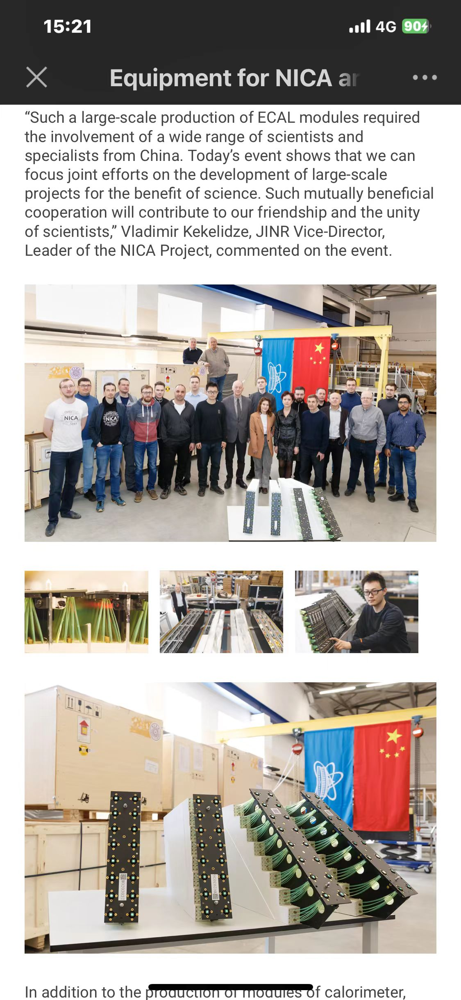 15:21
4G 90
Equipment for NICA ar
“Such a large-scale production of ECAL modules required
the involvement of a wide range of scientists and
specialists from China. Today’s event shows that we can
focus joint efforts on the development of large-scale
projects for the benefit of science. Such mutually beneficial
cooperation will contribute to our friendship and the unity
of scientists,” Vladimir Kekelidze, JINR Vice-Director,
Leader of the NICA Project, commented on the event.
NICA
NICA
M0203037
M0203036
In addition to the production of modules of calorimeter,